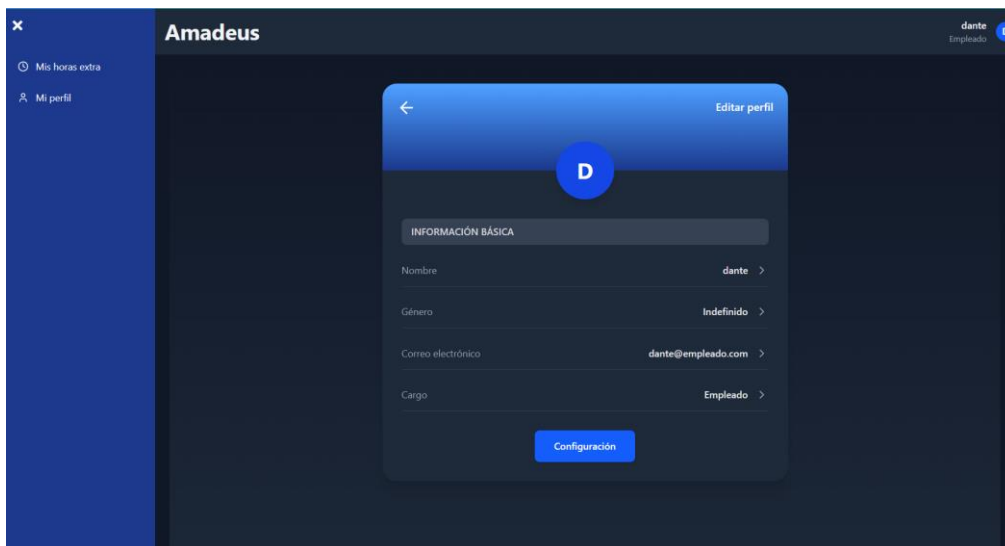 Amadeus
dante
Empleado
D
Mis horas extra
Mi perfil
Editar perfil
D
INFORMACIÓN BÁSICA
Nombre dante
Género Indefinido
Correo electrónico dante@empleado.com
Cargo Empleado
Configuración